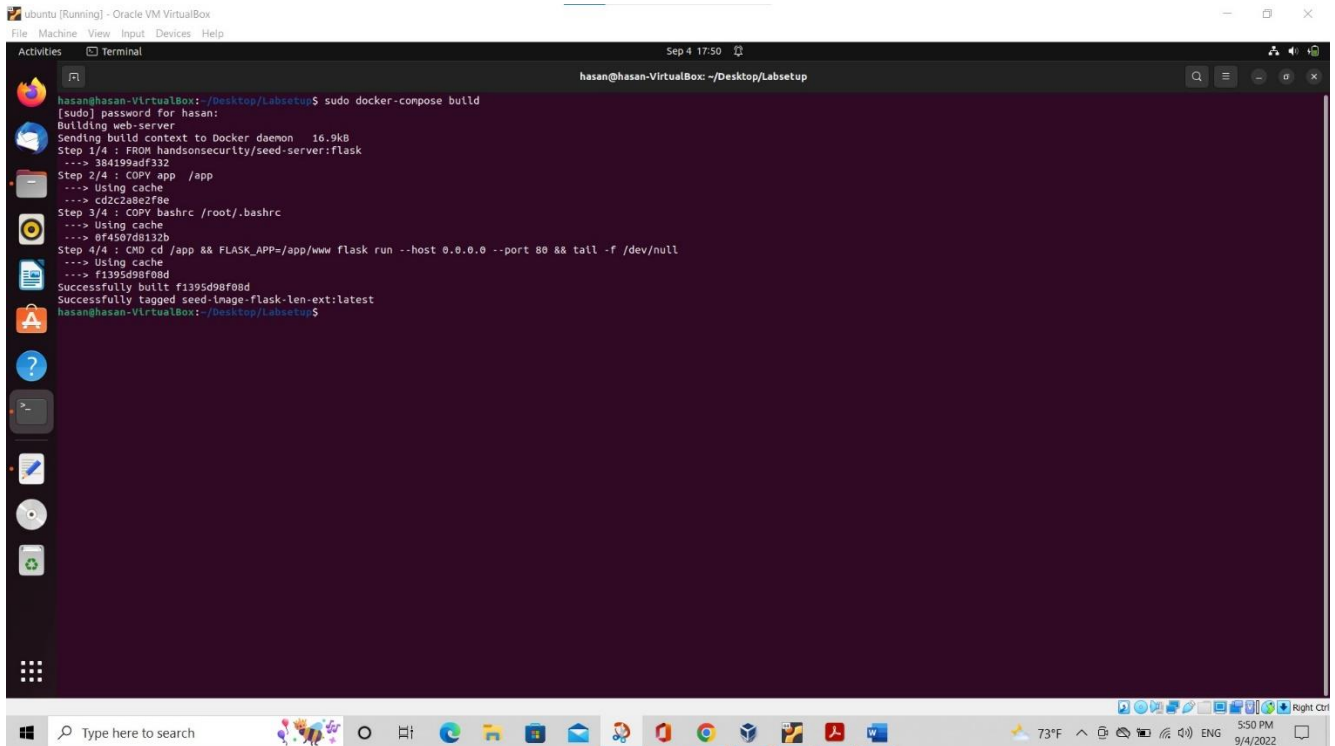 ubuntu [Running] - Oracle VM VirtualBox
File Machine View Input Devices Help
Activities Terminal Sep 4 17:50
hasan@hasan-VirtualBox: ~/Desktop/Labsetup
hasan@hasan-VirtualBox:~/Desktop/Labsetup$ sudo docker-compose build
[sudo] password for hasan:
Building web-server
Sending build context to Docker daemon 16.9kB
Step 1/4 : FROM handsonsecurity/seed-server:flask
---> 384199adf332
Step 2/4 : COPY app /app
---> Using cache
---> cd2c2a8e2f8e
Step 3/4 : COPY bashrc /root/.bashrc
---> Using cache
---> 0f4507d8132b
Step 4/4 : CMD cd /app && FLASK_APP=/app/www flask run --host 0.0.0.0 --port 80 && tail -f /dev/null
---> Using cache
---> f1395d98f08d
Successfully built f1395d98f08d
Successfully tagged seed-image-flask-len-ext:latest
hasan@hasan-VirtualBox:~/Desktop/Labsetup$
Right Ctrl
Type here to search
73°F ENG 5:50 PM
9/4/2022